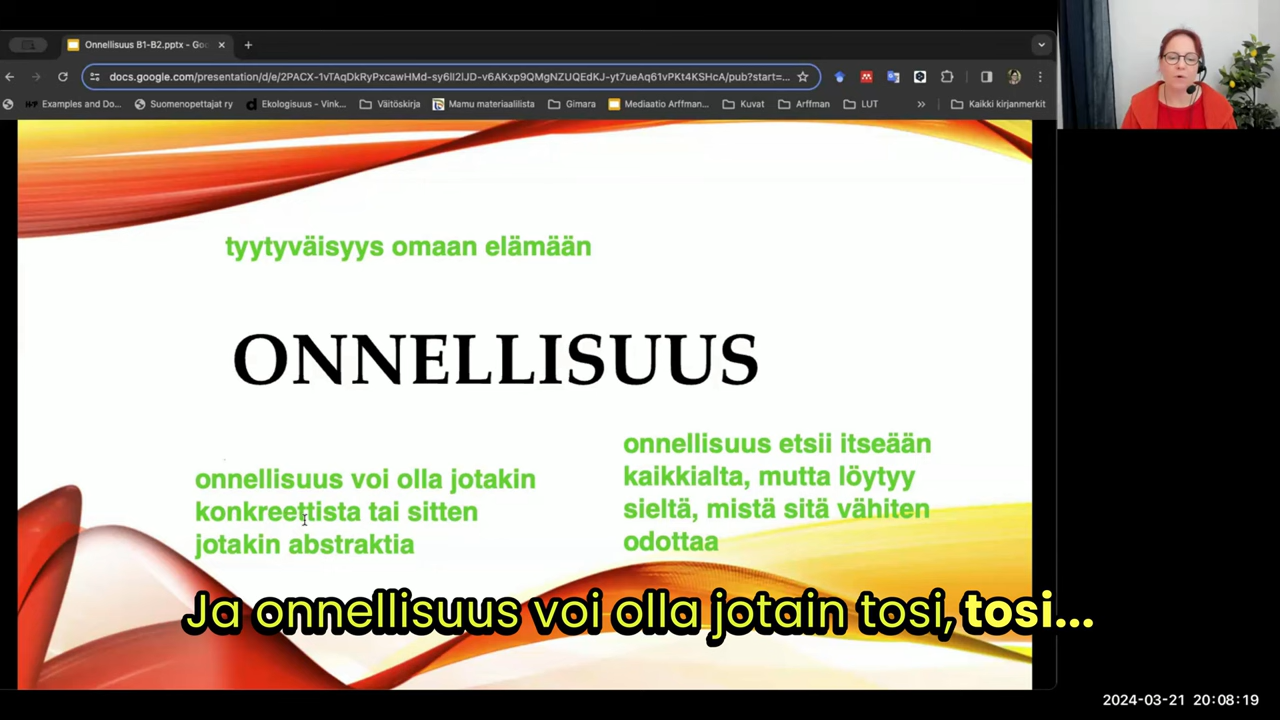 Onnellisuus B1-B2.pptx - Goo
docs.google.com/presentation/d/e/2PACX-1vTAqDkRyPxcawHMd-sy6Il2IJD-v6AKxp9QMgNZUQEdKJ-yt7ueAq61vPKt4KSHcA/pub?start=...
Examples and Do... Suomenopettajat ry Ekologisuus - Vink... Väitöskirja Mamu materiaalilista Gimara Mediaatio Arffman... Kuvat Arffman LUT » Kaikki kirjanmerkit
tyytyväisyys omaan elämään
ONNELLISUUS
onnellisuus voi olla jotakin
konkreettista tai sitten
jotakin abstraktia
onnellisuus etsii itseään
kaikkialta, mutta löytyy
sieltä, mistä sitä vähiten
odottaa
Ja onnellisuus voi olla jotain tosi, tosi...
2024-03-21 20:08:19